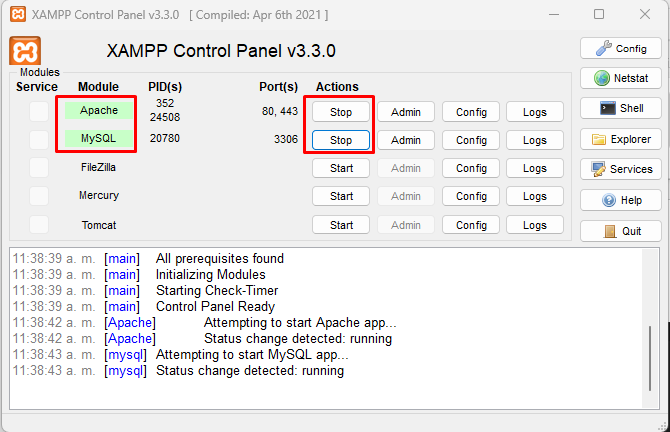 XAMPP Control Panel v3.3.0 [ Compiled: Apr 6th 2021 ]
XAMPP Control Panel v3.3.0
Config
Modules
Service Module PID(s) Port(s) Actions
Netstat
Apache 352 24508 80, 443 Stop Admin Config Logs
Shell
MySQL 20780 3306 Stop Admin Config Logs
Explorer
FileZilla Start Admin Config Logs
Services
Mercury Start Admin Config Logs
Help
Tomcat Start Admin Config Logs
Quit
11:38:39 a. m. [main] All prerequisites found
11:38:39 a. m. [main] Initializing Modules
11:38:39 a. m. [main] Starting Check-Timer
11:38:39 a. m. [main] Control Panel Ready
11:38:42 a. m. [Apache] Attempting to start Apache app...
11:38:42 a. m. [Apache] Status change detected: running
11:38:43 a. m. [mysql] Attempting to start MySQL app...
11:38:43 a. m. [mysql] Status change detected: running